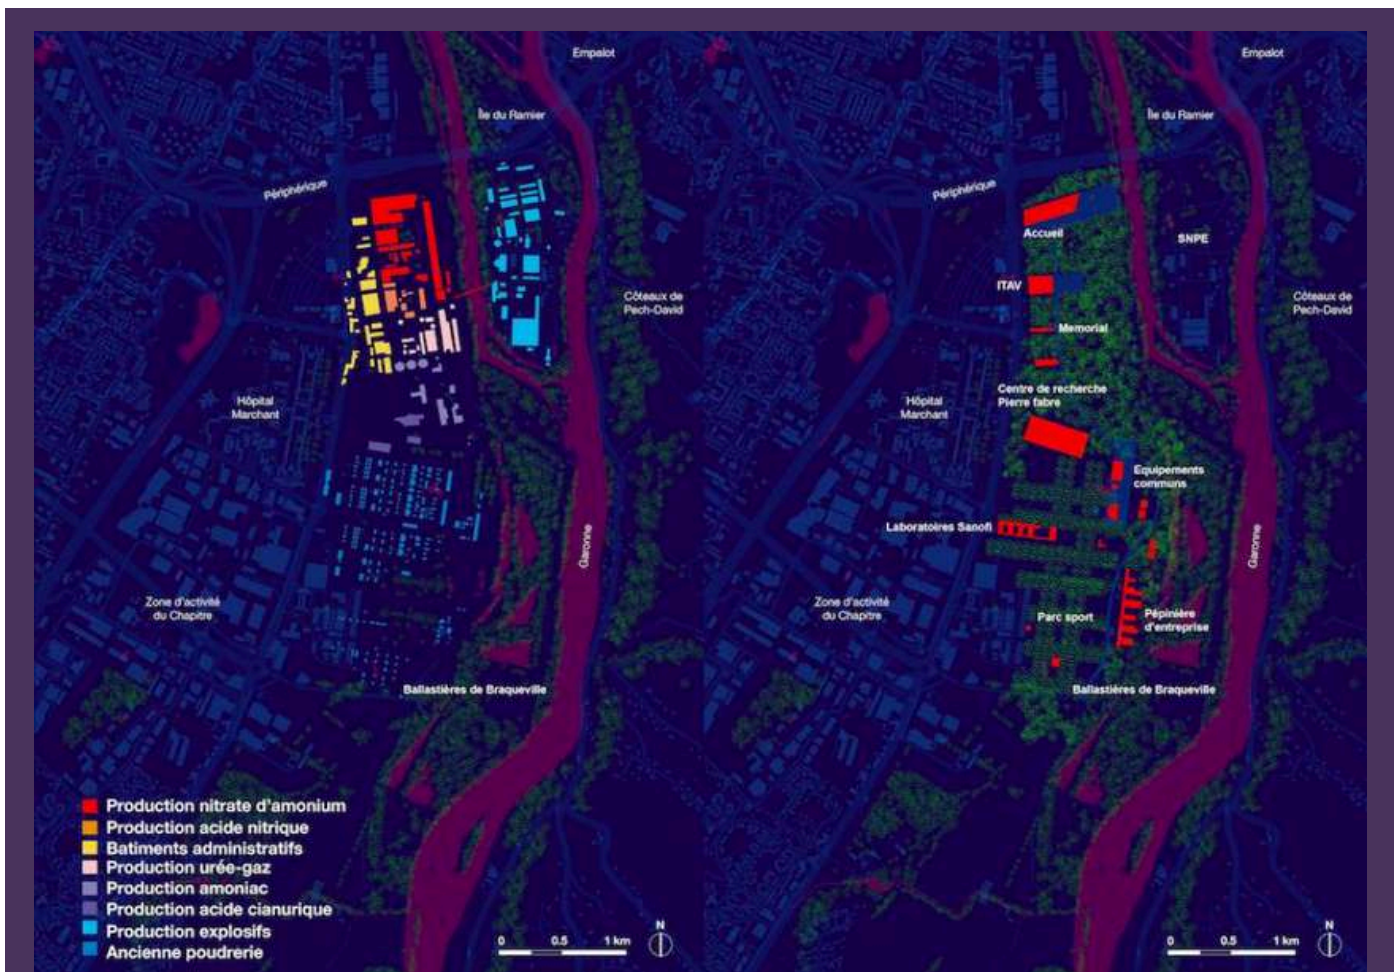 Empalot
Île du Ramier
Périphérique
Côteaux de
Pech-David
Hôpital
Marchant
Garonne
Zone d'activité
du Chapitre
Ballastières de Braqueville
Production nitrate d'amonium
Production acide nitrique
Batiments administratifs
Production urée-gaz
Production amoniac
Production acide cianurique
Production explosifs
Ancienne poudrerie
0 0.5 1 km
N
Empalot
Île du Ramier
Périphérique
Accueil
SNPE
ITAV
Côteaux de
Pech-David
Memorial
Centre de recherche
Pierre fabre
Hôpital
Marchant
Equipements
communs
Laboratoires Sanofi
Garonne
Zone d'activité
du Chapitre
Parc sport
Pépinière
d'entreprise
Ballastières de Braqueville
0 0.5 1 km
N